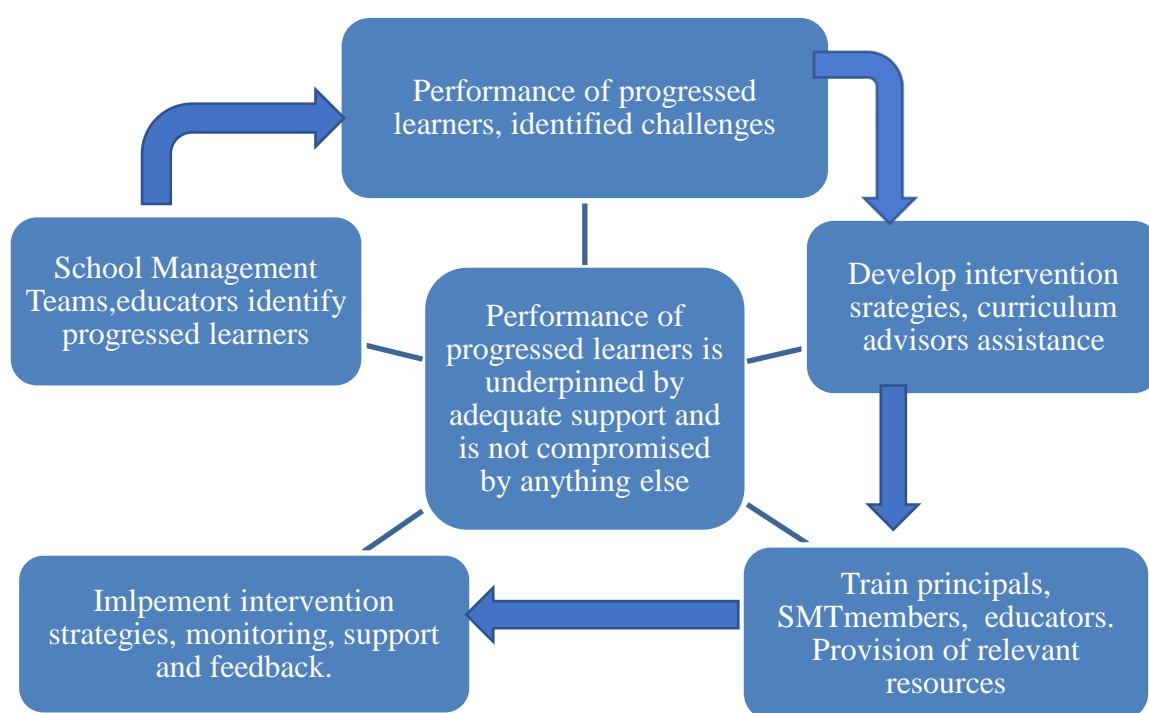 Performance of progressed
learners, identified challenges
School Management
Teams,educators identify
progressed learners
Develop intervention
srategies, curriculum
advisors assistance
Performance of
progressed learners is
underpinned by
adequate support and
is not compromised
by anything else
Imlpement intervention
strategies, monitoring, support
and feedback.
Train principals,
SMTmembers,  educators.
Provision of relevant
resources